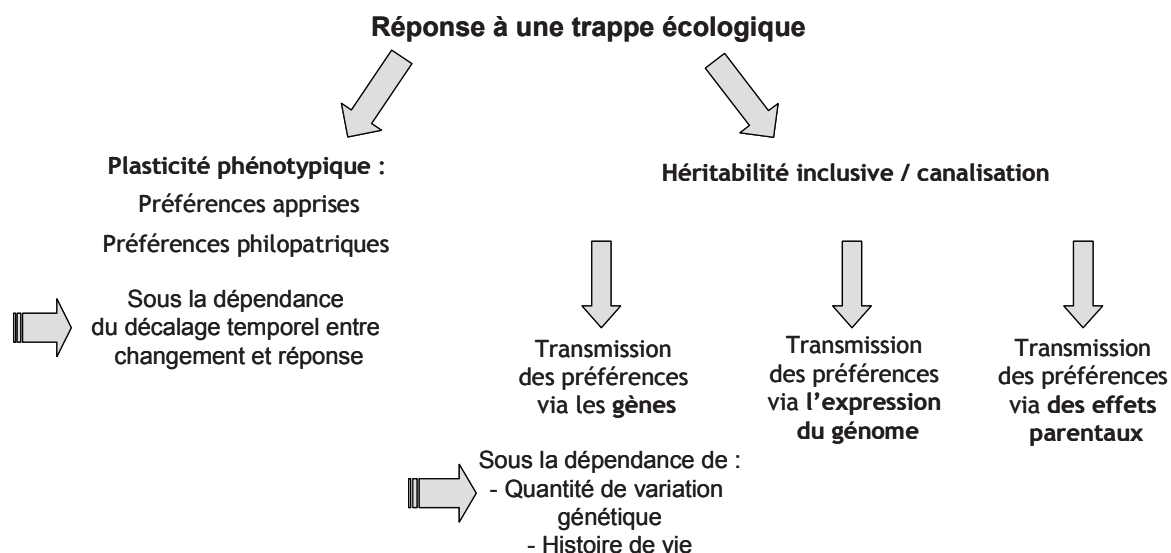 Réponse à une trappe écologique
Plasticité phénotypique :
Préférences apprises
Préférences philopatriques
Sous la dépendance
du décalage temporel entre
changement et réponse
Héritabilité inclusive / canalisation
Transmission
des préférences
via les gènes
Sous la dépendance de :
- Quantité de variation
génétique
- Histoire de vie
Transmission
des préférences
via l'expression
du génome
Transmission
des préférences
via des effets
parentaux